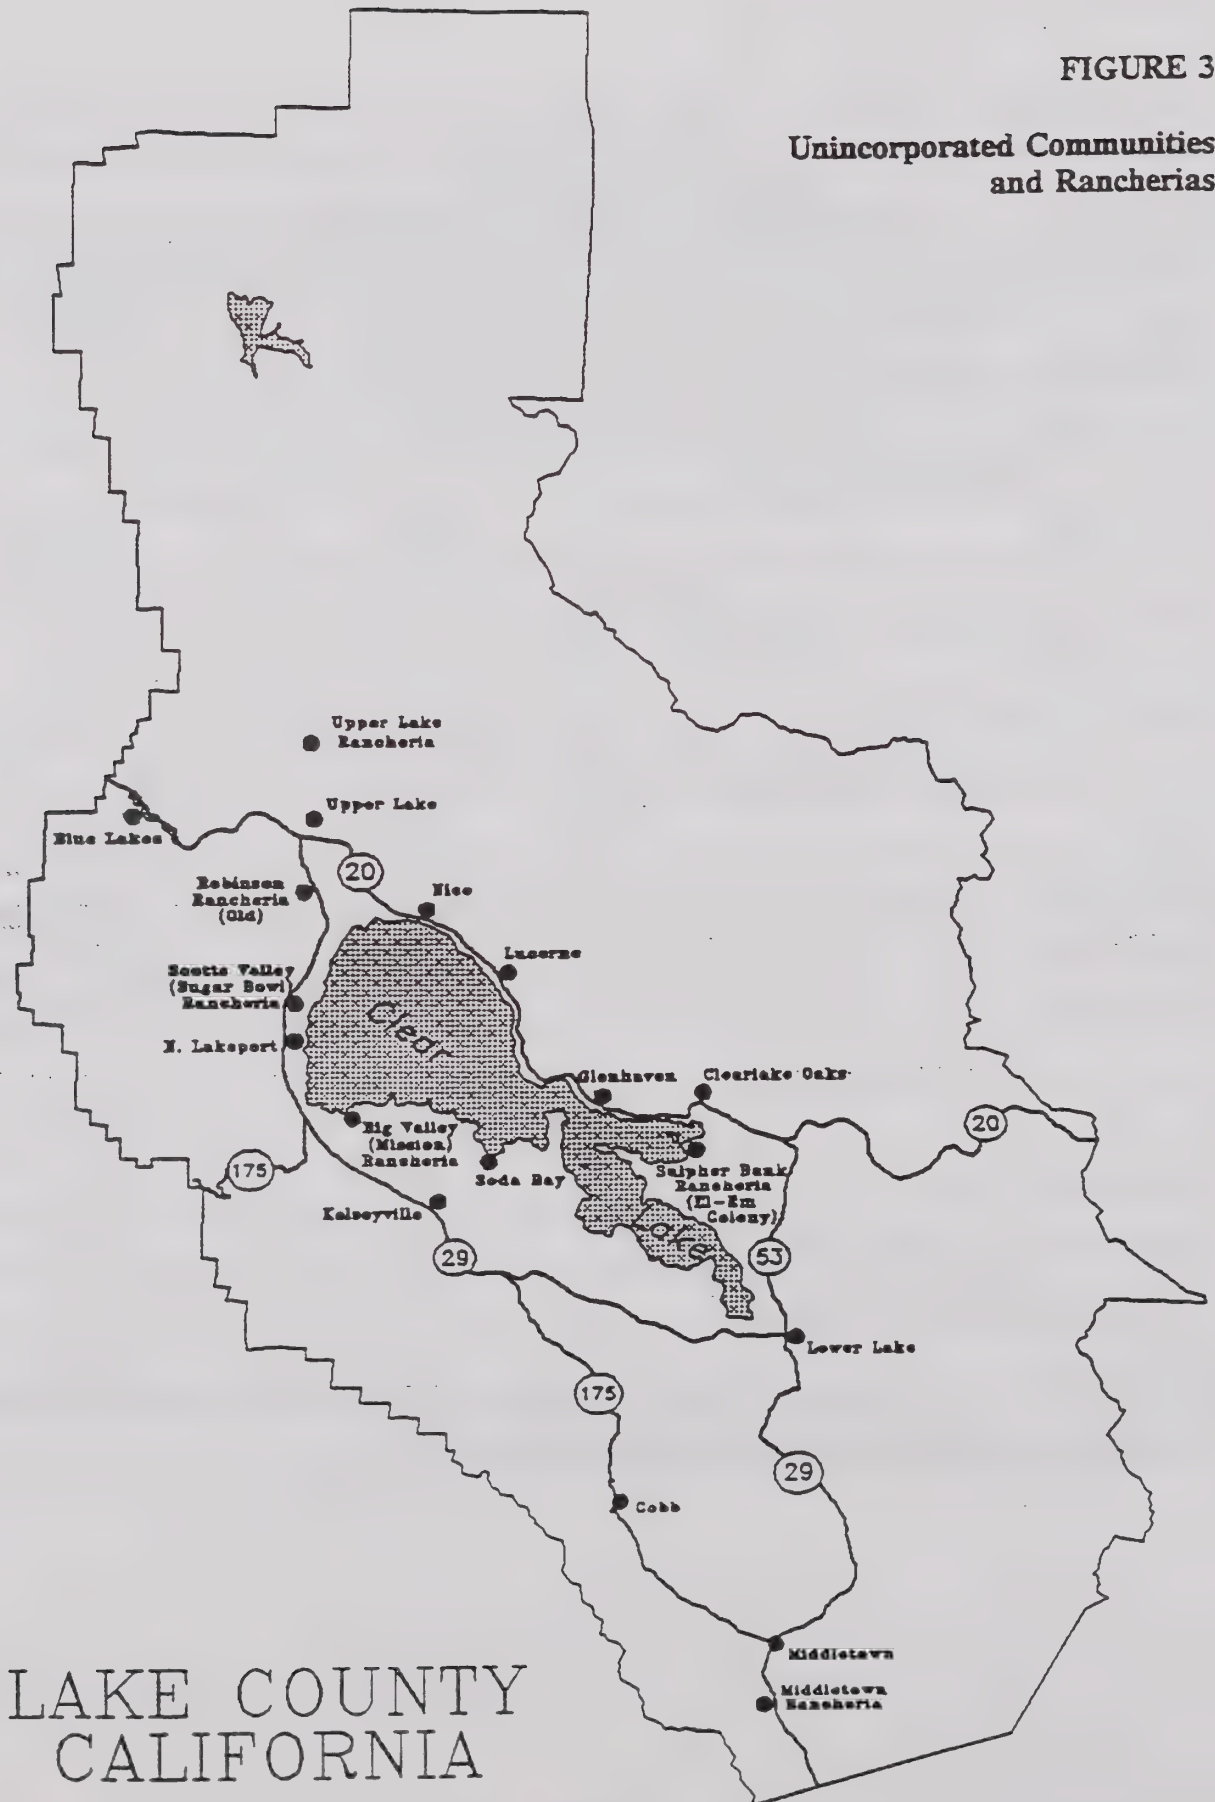 FIGURE 3
Unincorporated Communities
and Rancherias
Upper Lake
Rancheria
Upper Lake
Blue Lakes
20
Robinson
Rancheria
(Old)
Nice
Lucerne
Scotts Valley
(Sugar Bowl
Rancheria
N. Lakeport
Clear
Glenhaven
Clearlake Oaks
20
Big Valley
(Mission)
Rancheria
175
Soda Bay
Sulpher Bank
Rancheria
(El-Em
Colony)
Kelseyville
Lake
29
53
Lower Lake
175
29
Cobb
Middletown
Middletown
Rancheria
LAKE COUNTY
CALIFORNIA